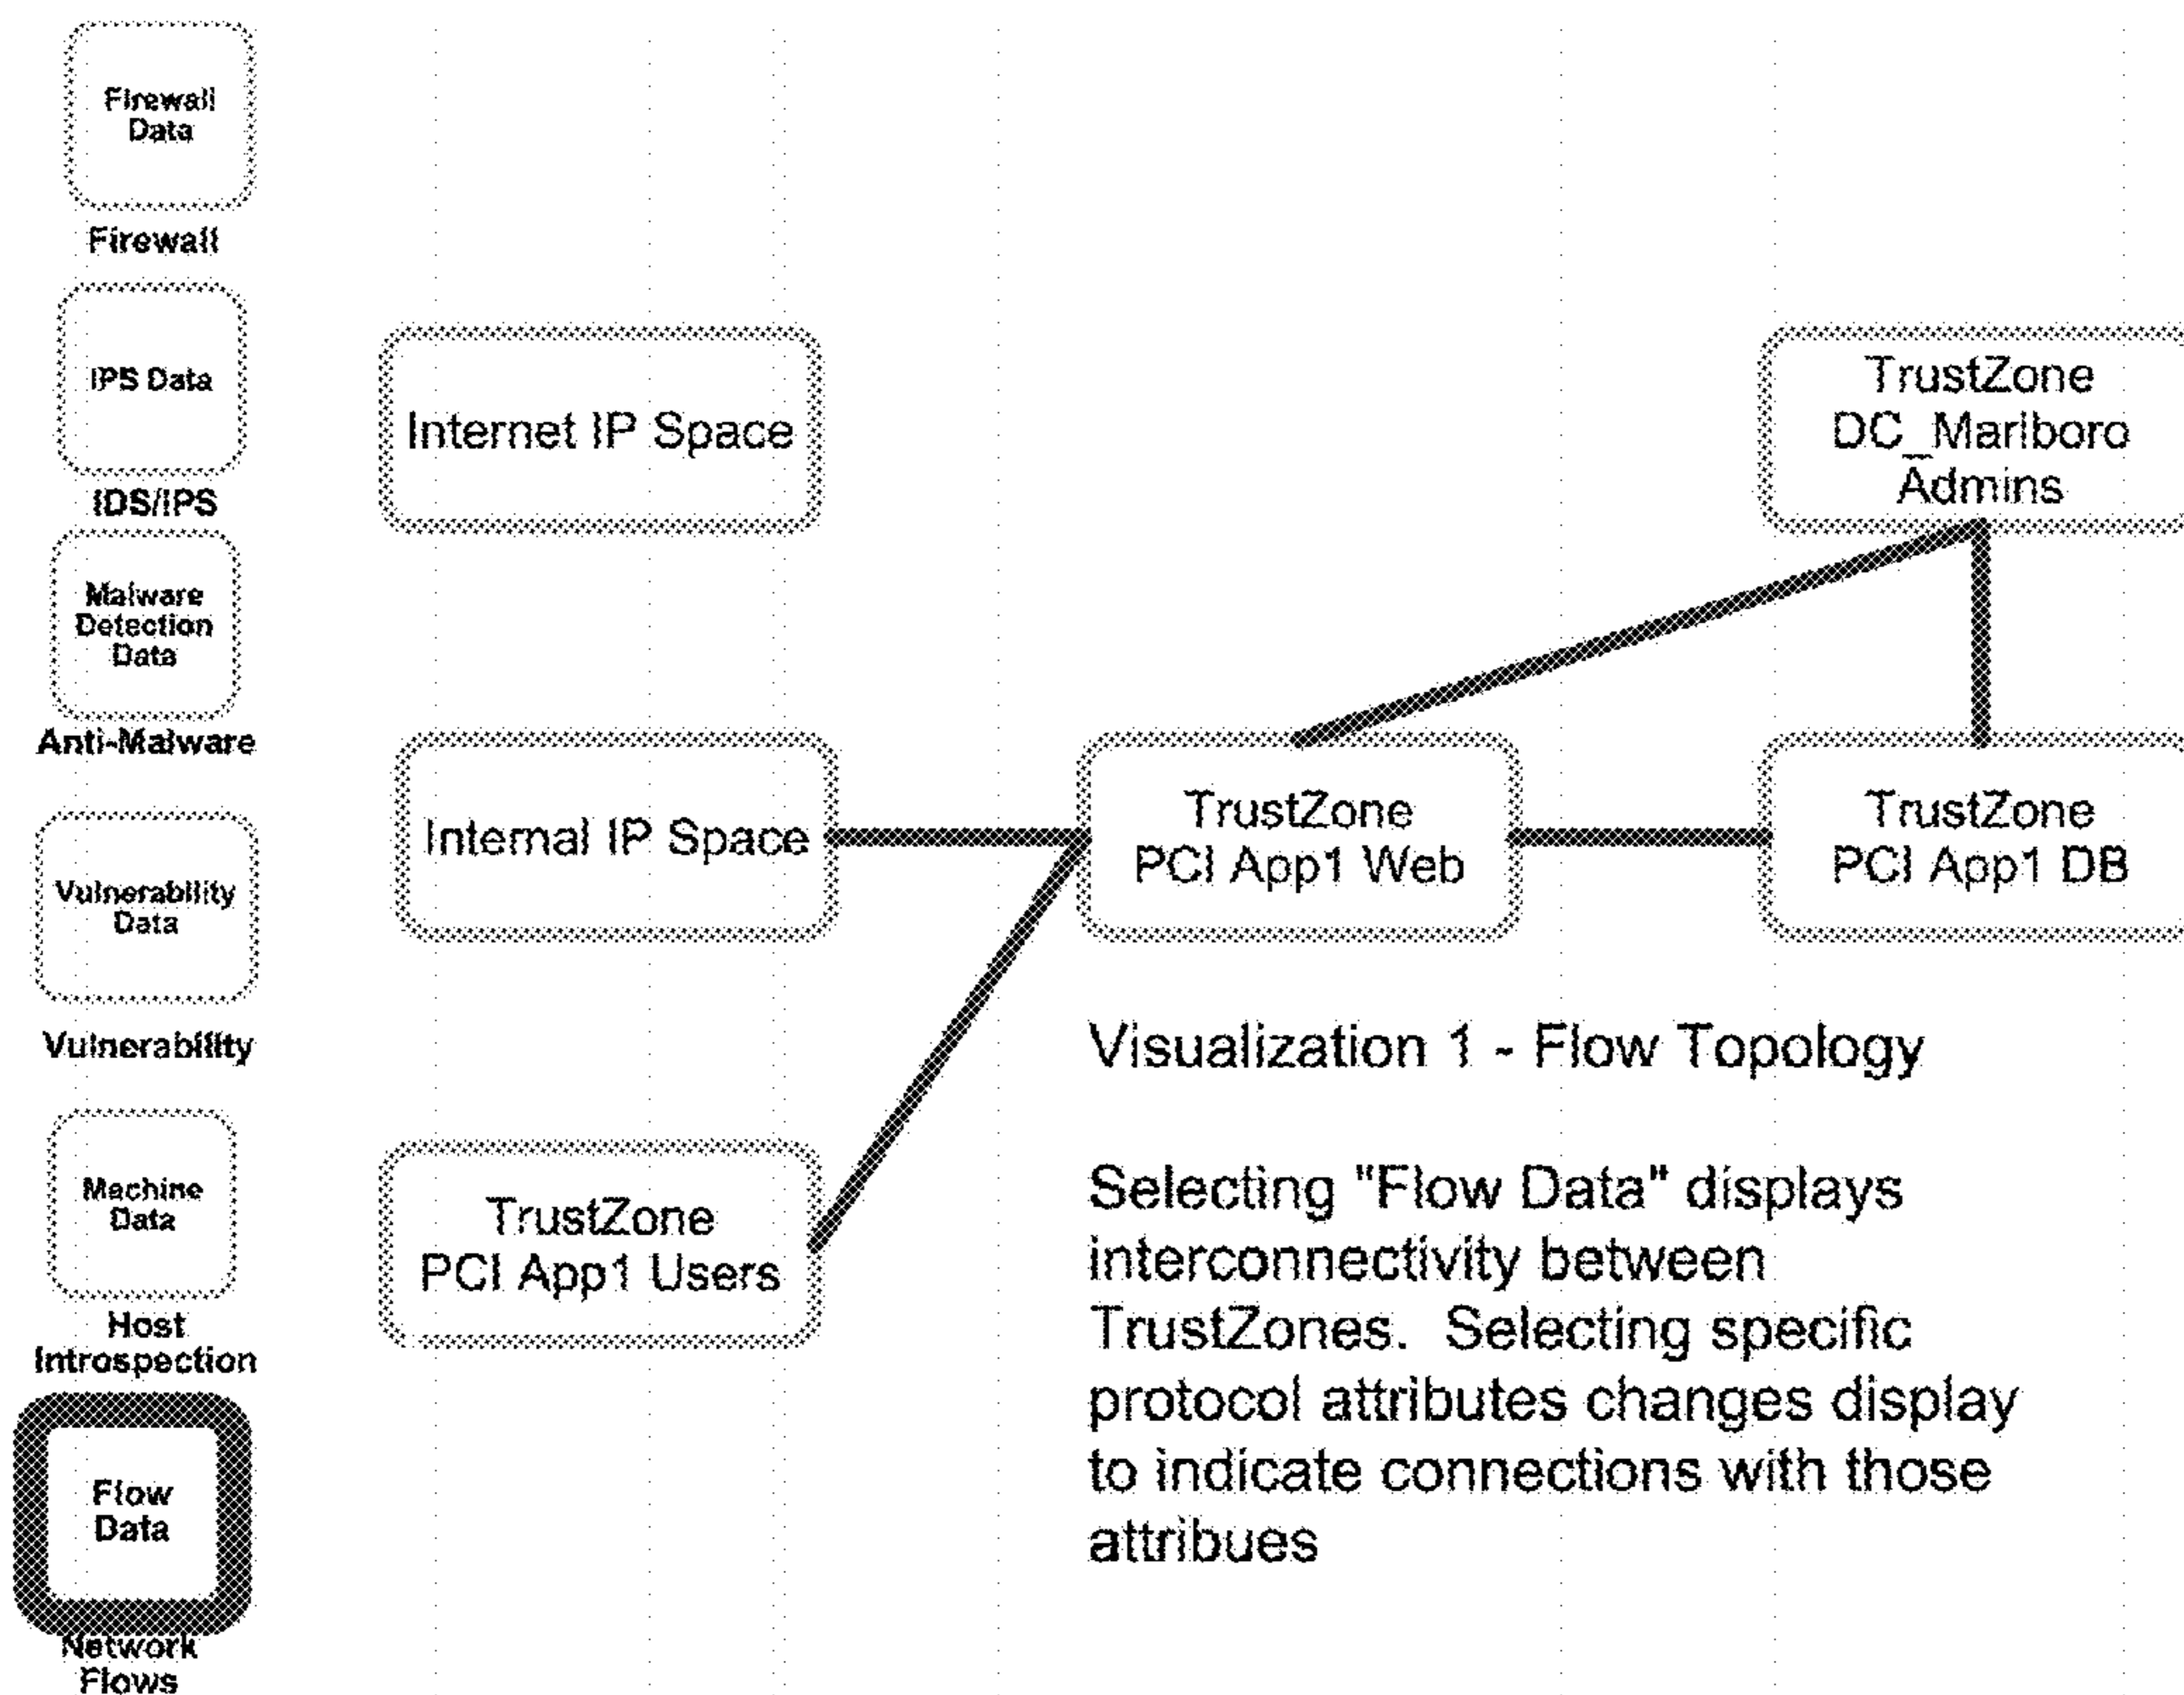 Firewall
Data
Firewall
IPS Data
IDS/IPS
Malware
Detection
Data
Anti-Malware
Vulnerability
Data
Vulnerability
Machine
Data
Host
Introspection
Flow
Data
Network
Flows
Internet IP Space
Internal IP Space
TrustZone
PCI App1 Users
TrustZone
PCI App1 Web
TrustZone
DC_Marlboro
Admins
TrustZone
PCI App1 DB
Visualization 1 - Flow Topology
Selecting "Flow Data" displays
interconnectivity between
TrustZones.  Selecting specific
protocol attributes changes display
to indicate connections with those
attribues